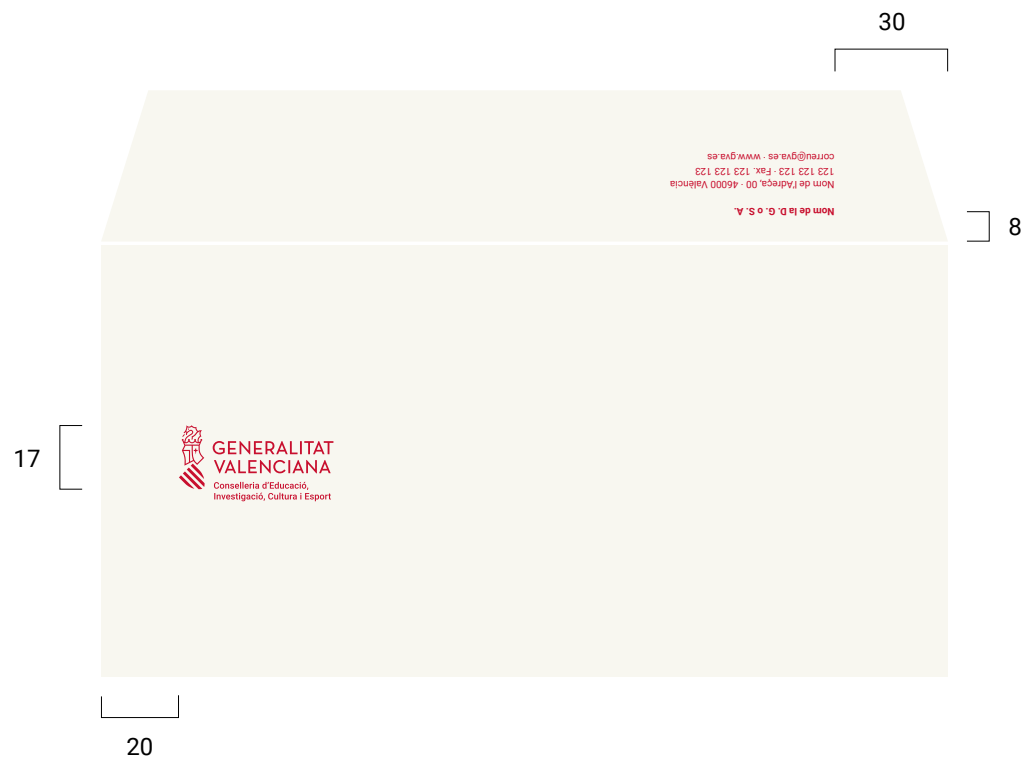 30
Nom de la D. G. o S. A.
Nom de l'Adreça, 00 · 46000 València
123 123 123 · Fax. 123 123 123
correu@gva.es · www.gva.es
8
17
GENERALITAT
VALENCIANA
Conselleria d'Educació,
Investigació, Cultura i Esport
20